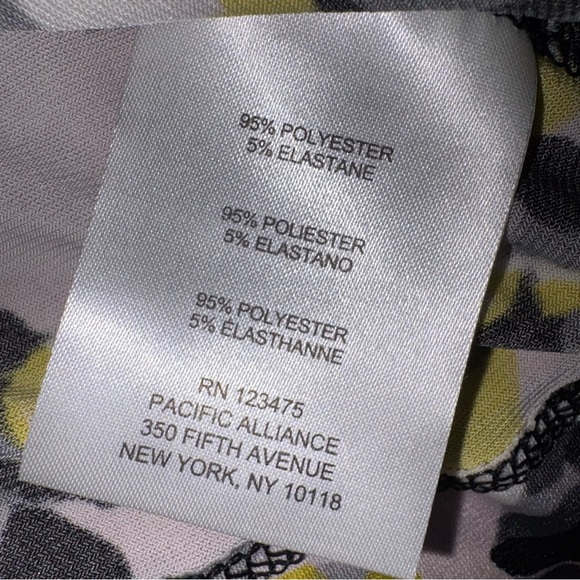 95% POLYESTER
5% ELASTANE
95% POLIESTER
5% ELASTANO
95% POLYESTER
5% ÉLASTHANNE
RN 123475
PACIFIC ALLIANCE
350 FIFTH AVENUE
NEW YORK, NY 10118